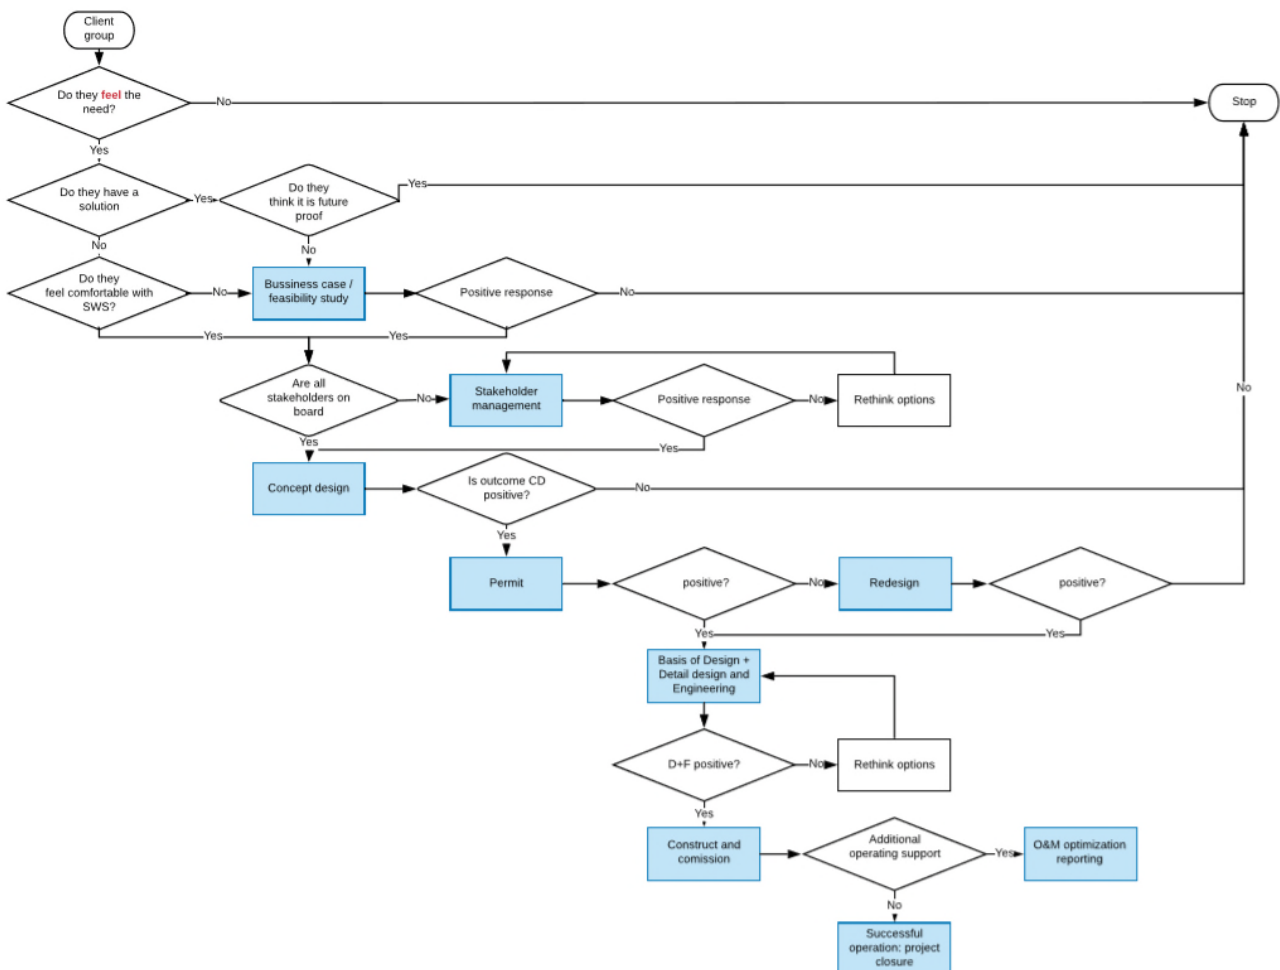 Client
group
Do they feel the
need?
No
Stop
Yes
Do they have a
solution
Yes
Do they
think it is future
proof
Yes
No
No
Do they
feel comfortable with
SWS?
No
Bussiness case /
feasibility study
Positive response
No
Yes
Yes
Are all
stakeholders on
board
No
Stakeholder
management
Positive response
No
Rethink options
No
Yes
Yes
Concept design
Is outcome CD
positive?
No
Yes
Permit
positive?
No
Redesign
positive?
Yes
Yes
Basis of Design +
Detail design and
Engineering
D+F positive?
No
Rethink options
Yes
Construct and
comission
Additional
operating support
Yes
O&M optimization
reporting
No
Successful
operation: project
closure